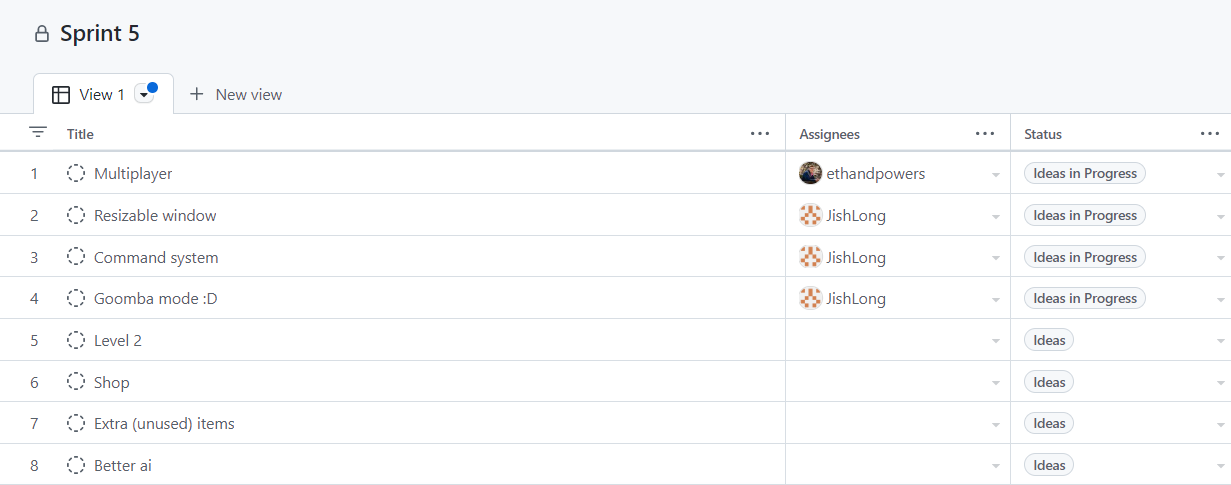 Sprint 5
View 1 New view
Title Assignees Status
1 Multiplayer ethandpowers Ideas in Progress
2 Resizable window JishLong Ideas in Progress
3 Command system JishLong Ideas in Progress
4 Goomba mode :D JishLong Ideas in Progress
5 Level 2 Ideas
6 Shop Ideas
7 Extra (unused) items Ideas
8 Better ai Ideas